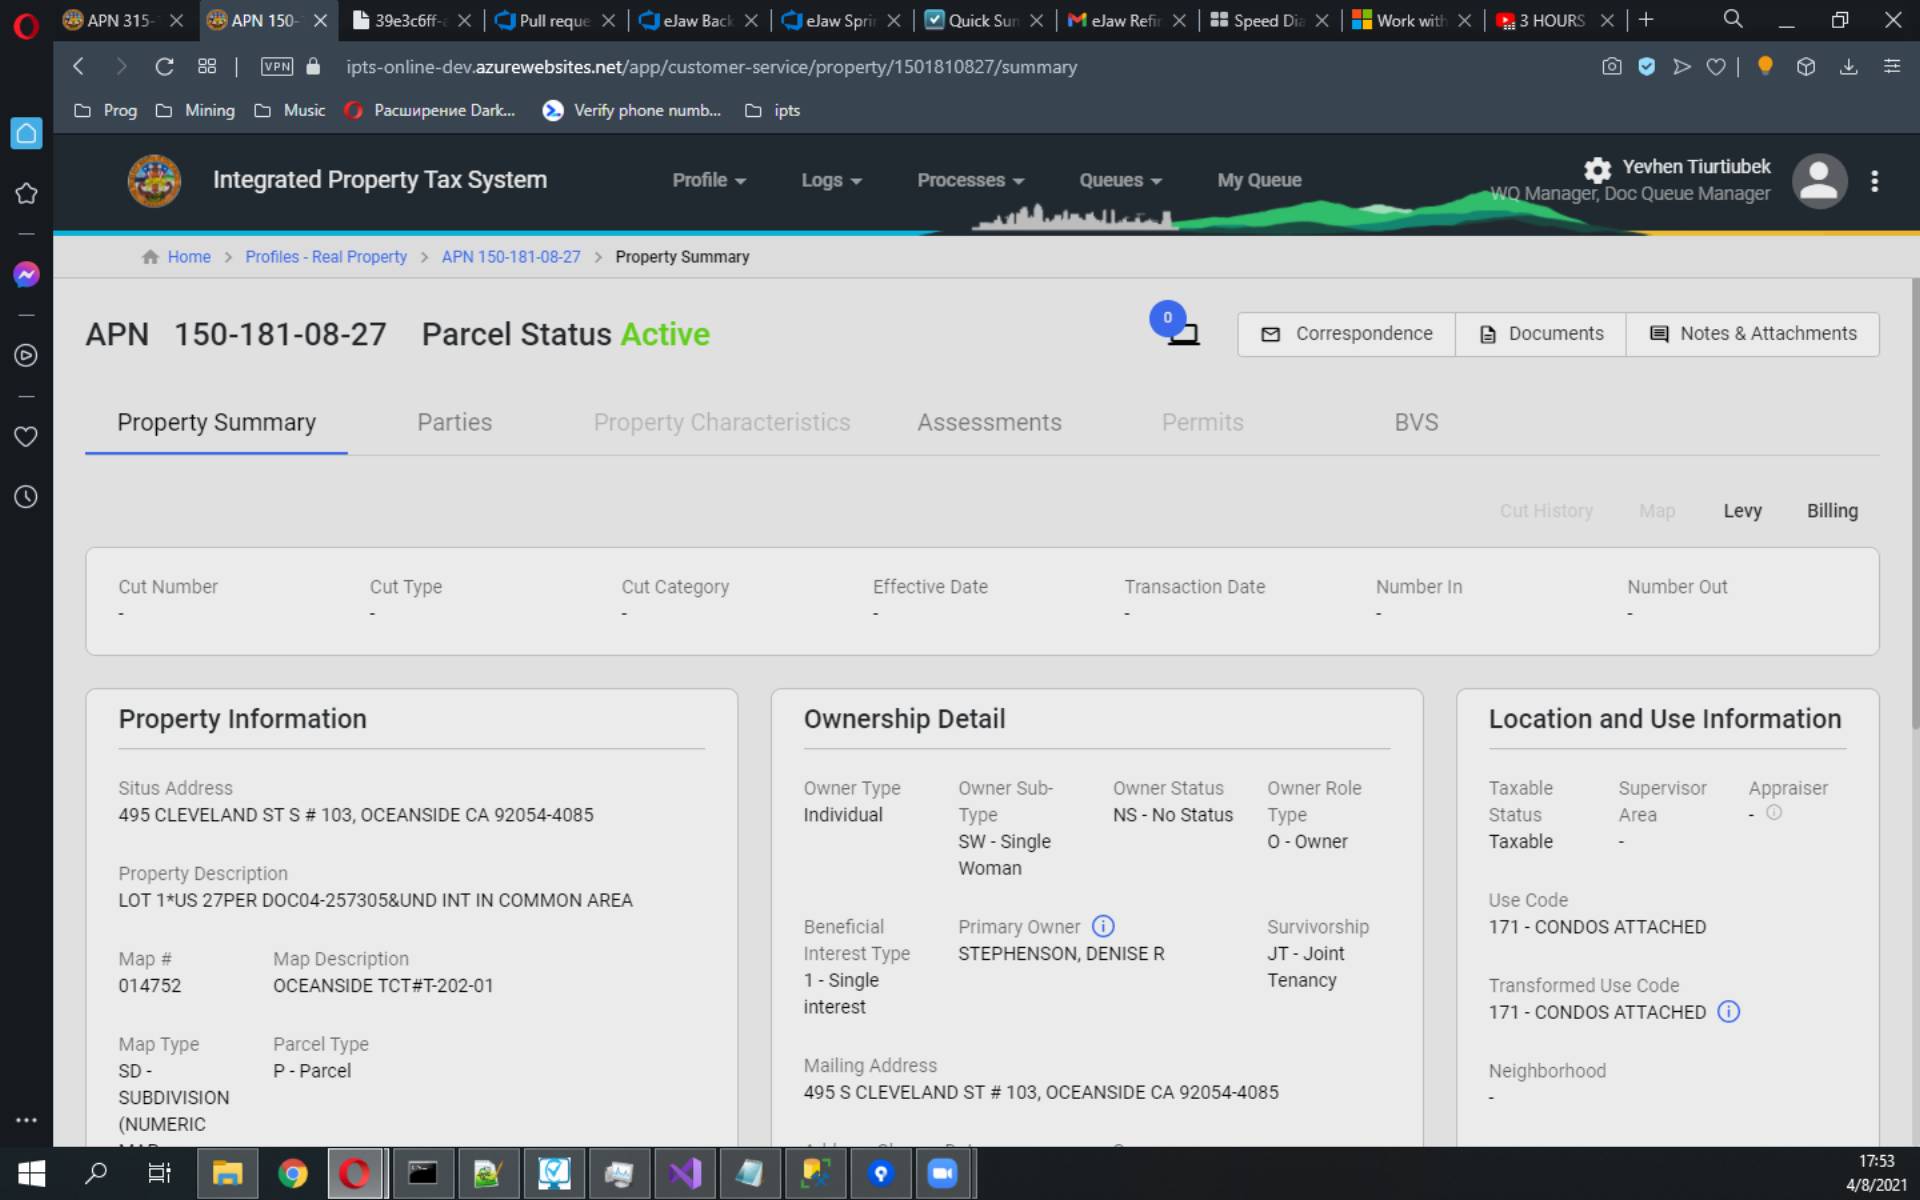 APN 315-
APN 150-
39e3c6ff-
Pull reque
eJaw Back
eJaw Sprin
Quick Sum
eJaw Refin
Speed Dia
Work with
3 HOURS
VPN
ipts-online-dev.azurewebsites.net/app/customer-service/property/1501810827/summary
Prog
Mining
Music
Расширение Dark...
Verify phone numb...
ipts
Integrated Property Tax System
Profile
Logs
Processes
Queues
My Queue
Yevhen Tiurtiubek
WQ Manager, Doc Queue Manager
Home > Profiles - Real Property > APN 150-181-08-27 > Property Summary
APN 150-181-08-27 Parcel Status Active
0
Correspondence
Documents
Notes & Attachments
Property Summary
Parties
Property Characteristics
Assessments
Permits
BVS
Cut History
Map
Levy
Billing
Cut Number
-
Cut Type
-
Cut Category
-
Effective Date
-
Transaction Date
-
Number In
-
Number Out
-
Property Information
Situs Address
495 CLEVELAND ST S # 103, OCEANSIDE CA 92054-4085
Property Description
LOT 1*US 27PER DOC04-257305&UND INT IN COMMON AREA
Map #
014752
Map Description
OCEANSIDE TCT#T-202-01
Map Type
SD -
SUBDIVISION
(NUMERIC
Parcel Type
P - Parcel
Ownership Detail
Owner Type
Individual
Owner Sub-
Type
SW - Single
Woman
Owner Status
NS - No Status
Owner Role
Type
O - Owner
Beneficial
Interest Type
1 - Single
interest
Primary Owner
STEPHENSON, DENISE R
Survivorship
JT - Joint
Tenancy
Mailing Address
495 S CLEVELAND ST # 103, OCEANSIDE CA 92054-4085
Location and Use Information
Taxable
Status
Taxable
Supervisor
Area
-
Appraiser
-
Use Code
171 - CONDOS ATTACHED
Transformed Use Code
171 - CONDOS ATTACHED
Neighborhood
-
17:53
4/8/2021